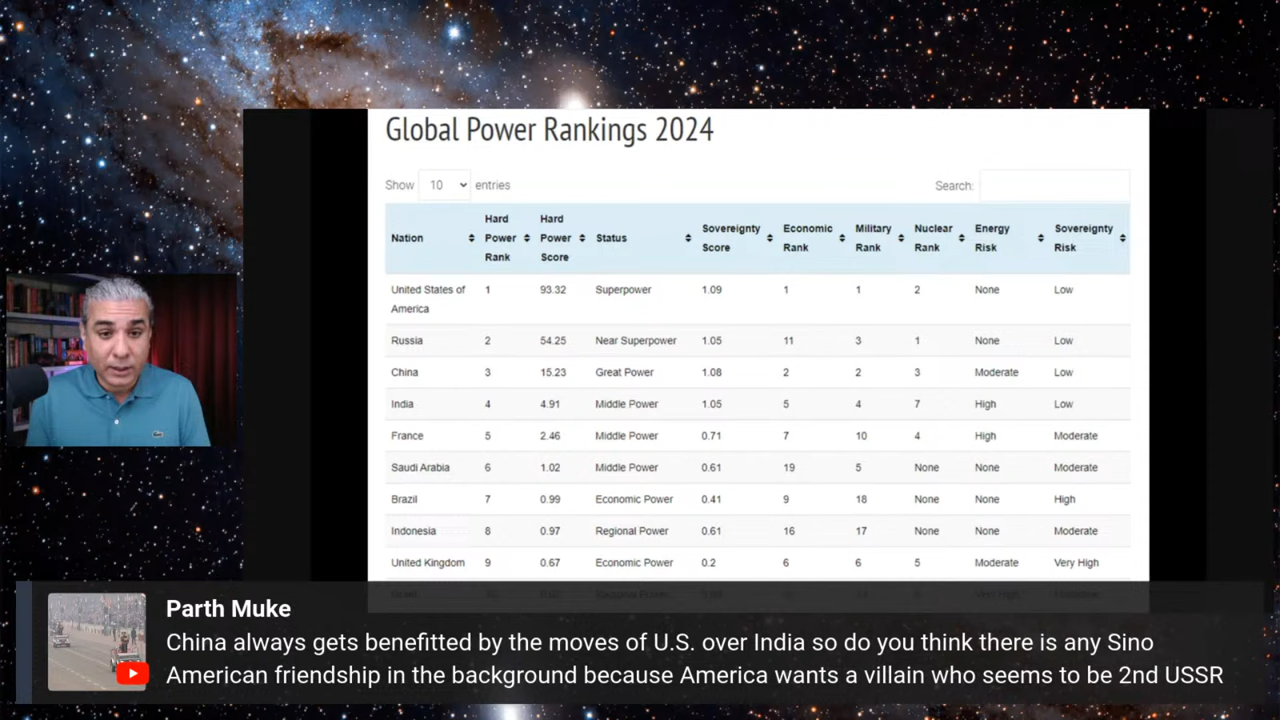 Global Power Rankings 2024
Show 10 entries Search:
Nation Hard Power Rank Hard Power Score Status Sovereignty Score Economic Rank Military Rank Nuclear Rank Energy Risk Sovereignty Risk
United States of America 1 93.32 Superpower 1.09 1 1 2 None Low
Russia 2 54.25 Near Superpower 1.05 11 3 1 None Low
China 3 15.23 Great Power 1.08 2 2 3 Moderate Low
India 4 4.91 Middle Power 1.05 5 4 7 High Low
France 5 2.46 Middle Power 0.71 7 10 4 High Moderate
Saudi Arabia 6 1.02 Middle Power 0.61 19 5 None None Moderate
Brazil 7 0.99 Economic Power 0.41 9 18 None None High
Indonesia 8 0.97 Regional Power 0.61 16 17 None None Moderate
United Kingdom 9 0.67 Economic Power 0.2 6 6 5 Moderate Very High
Parth Muke
China always gets benefitted by the moves of U.S. over India so do you think there is any Sino
American friendship in the background because America wants a villain who seems to be 2nd USSR